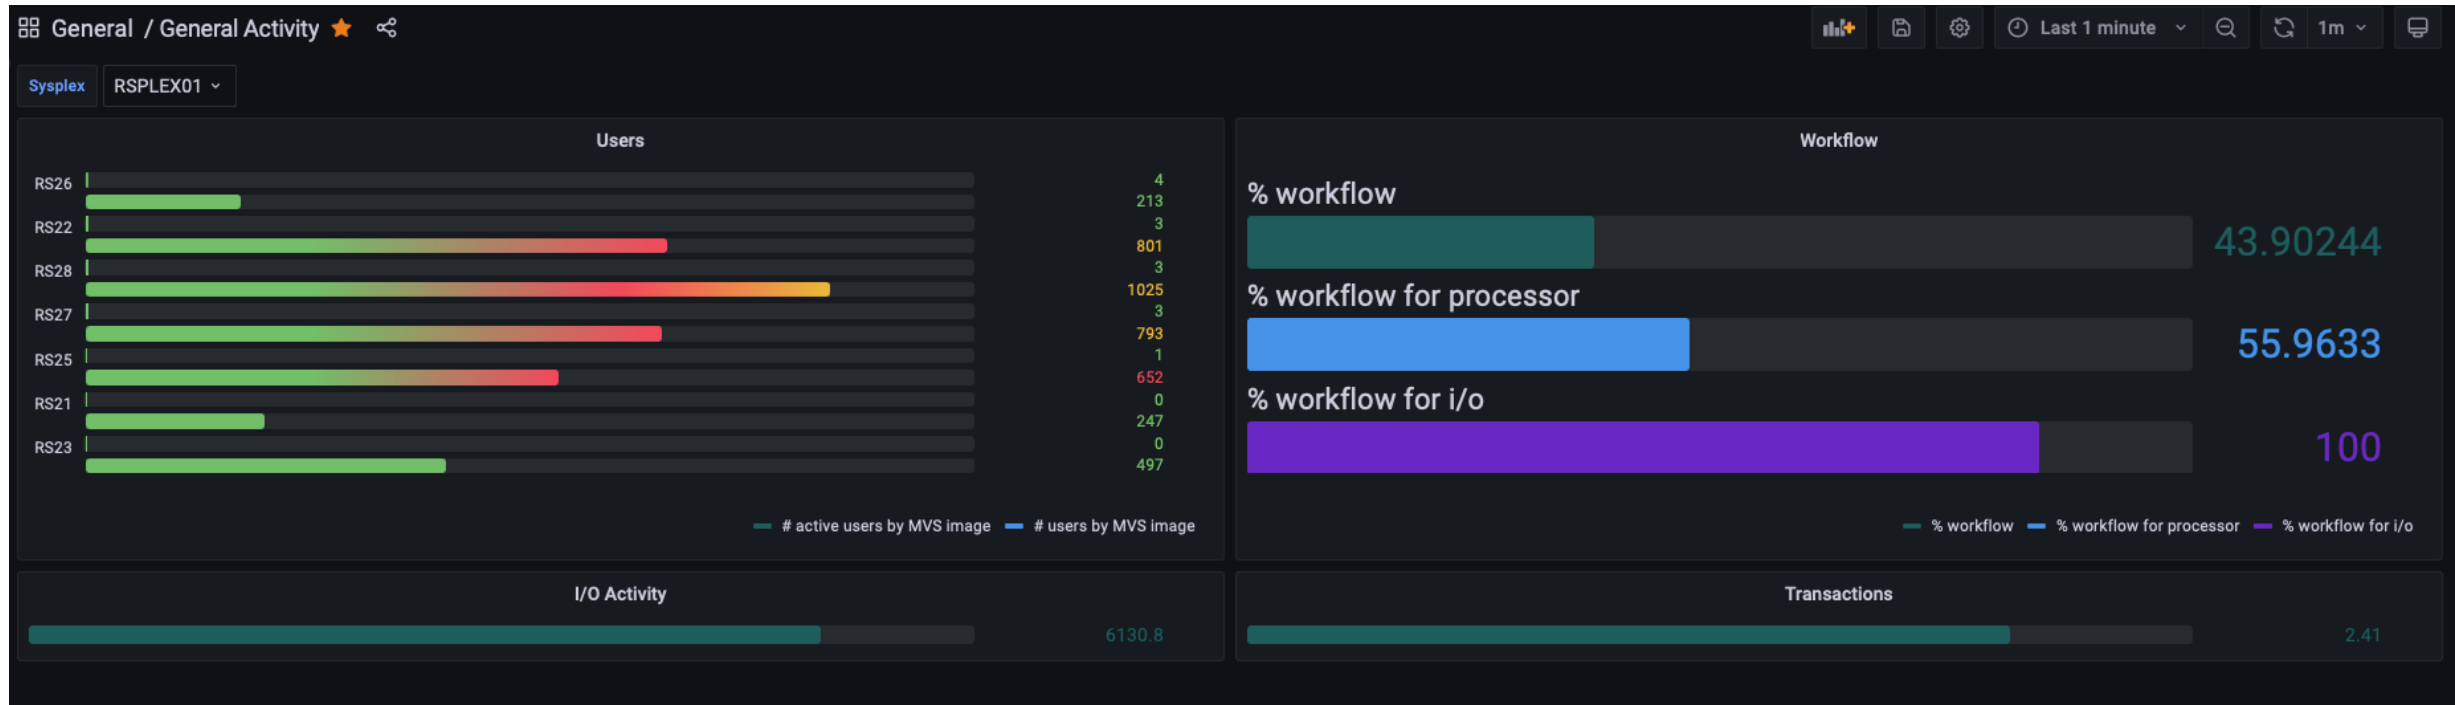 General / General Activity
Last 1 minute
1m
Sysplex RSPLEX01
Users
RS26
4
213
RS22
3
801
RS28
3
1025
RS27
3
793
RS25
1
652
RS21
0
247
RS23
0
497
# active users by MVS image # users by MVS image
Workflow
% workflow
43.90244
% workflow for processor
55.9633
% workflow for i/o
100
% workflow % workflow for processor % workflow for i/o
I/O Activity
6130.8
Transactions
2.41